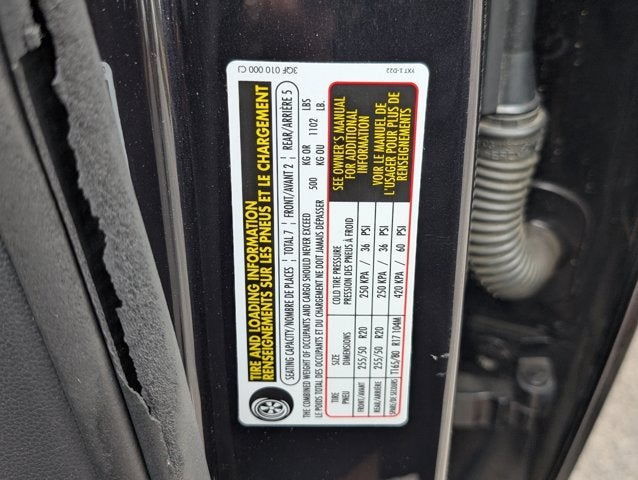 3QF 010 000 CJ
YXT 1-D22
TIRE AND LOADING INFORMATION
RENSEIGNEMENTS SUR LES PNEUS ET LE CHARGEMENT
SEATING CAPACITY/NOMBRE DE PLACES | TOTAL 7 | FRONT/AVANT 2 | REAR/ARRIÈRE 5
THE COMBINED WEIGHT OF OCCUPANTS AND CARGO SHOULD NEVER EXCEED 500 KG OR 1102 LBS
LE POIDS TOTAL DES OCCUPANTS ET DU CHARGEMENT NE DOIT JAMAIS DÉPASSER KG OU LB.
TIRE SIZE COLD TIRE PRESSURE
PNEU DIMENSIONS PRESSION DES PNEUS À FROID
FRONT/AVANT 255/50 R20 250 KPA / 36 PSI
REAR/ARRIÈRE 255/50 R20 250 KPA / 36 PSI
SPARE/DE SECOURS T165/80 R17 104M 420 KPA / 60 PSI
SEE OWNER'S MANUAL
FOR ADDITIONAL
INFORMATION
VOIR LE MANUEL DE
L'USAGER POUR PLUS DE
RENSEIGNEMENTS